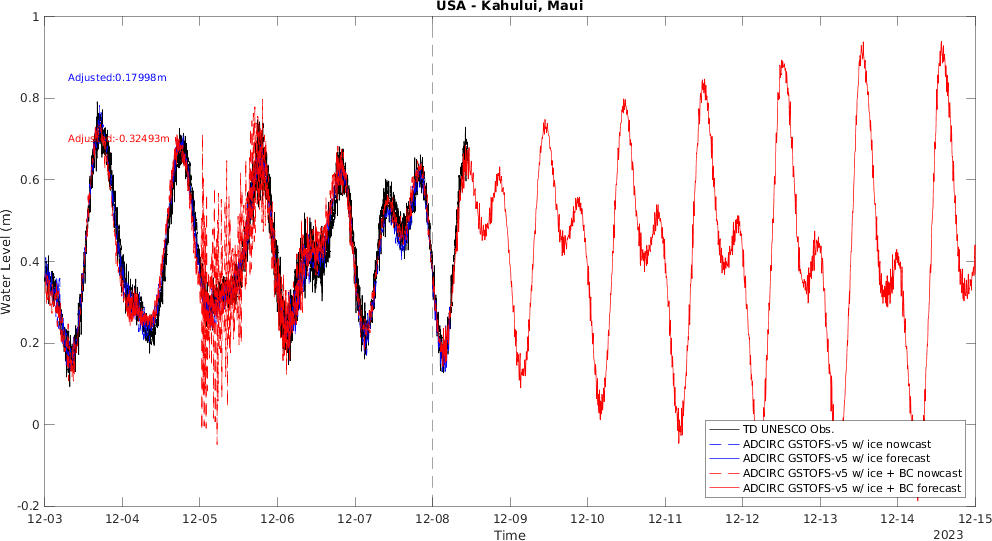 USA - Kahului, Maui
Adjusted:0.17998m
Adjusted:-0.32493m
Water Level (m)
1
0.8
0.6
0.4
0.2
0
-0.2
TD UNESCO Obs.
ADCIRC GSTOFS-v5 w/ ice nowcast
ADCIRC GSTOFS-v5 w/ ice forecast
ADCIRC GSTOFS-v5 w/ ice + BC nowcast
ADCIRC GSTOFS-v5 w/ ice + BC forecast
12-03 12-04 12-05 12-06 12-07 12-08 12-09 12-10 12-11 12-12 12-13 12-14 12-15
Time
2023